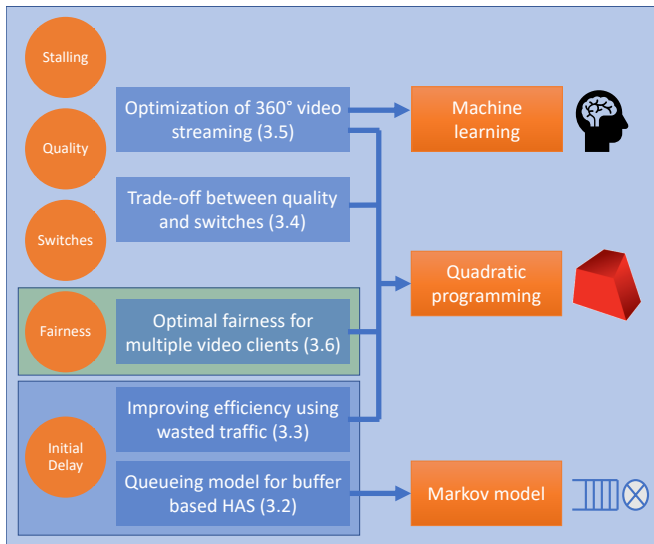 Stalling
Optimization of 360° video
streaming (3.5)
Machine
learning
Quality
Trade-off between quality
and switches (3.4)
Switches
Quadratic
programming
Fairness
Optimal fairness for
multiple video clients (3.6)
Improving efficiency using
wasted traffic (3.3)
Initial
Delay
Queueing model for buffer
based HAS (3.2)
Markov model